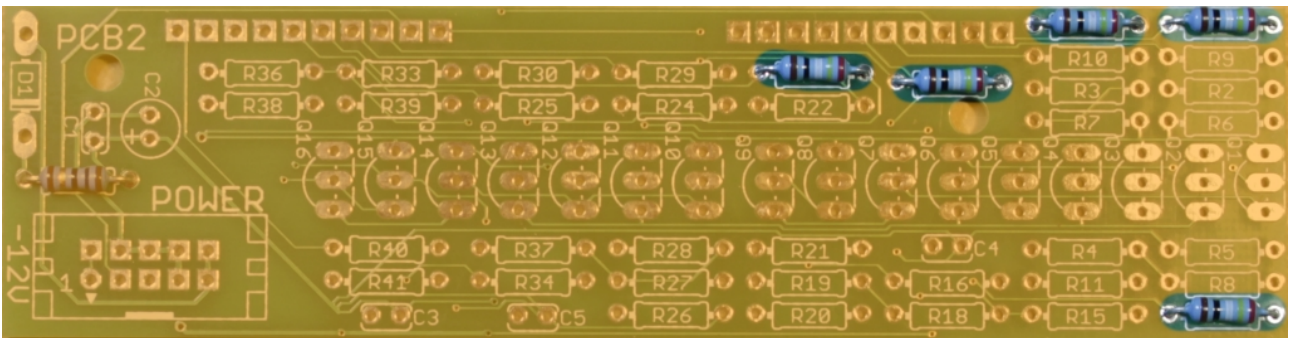 PCB2
R10 R9
R36 R33 R30 R29
D1 C2 R3 R2
R38 R39 R25 R24 R22
C1 R7 R6
Q16 Q15 Q14 Q13 Q12 Q11 Q10 Q9 Q8 Q7 Q6 Q5 Q4 Q3 Q2 Q1
POWER
-12V
R40 R37 R28 R21 C4 R4 R5
1 R41 R34 R27 R19 R16 R11 R8
C3 C5 R26 R20 R18 R15